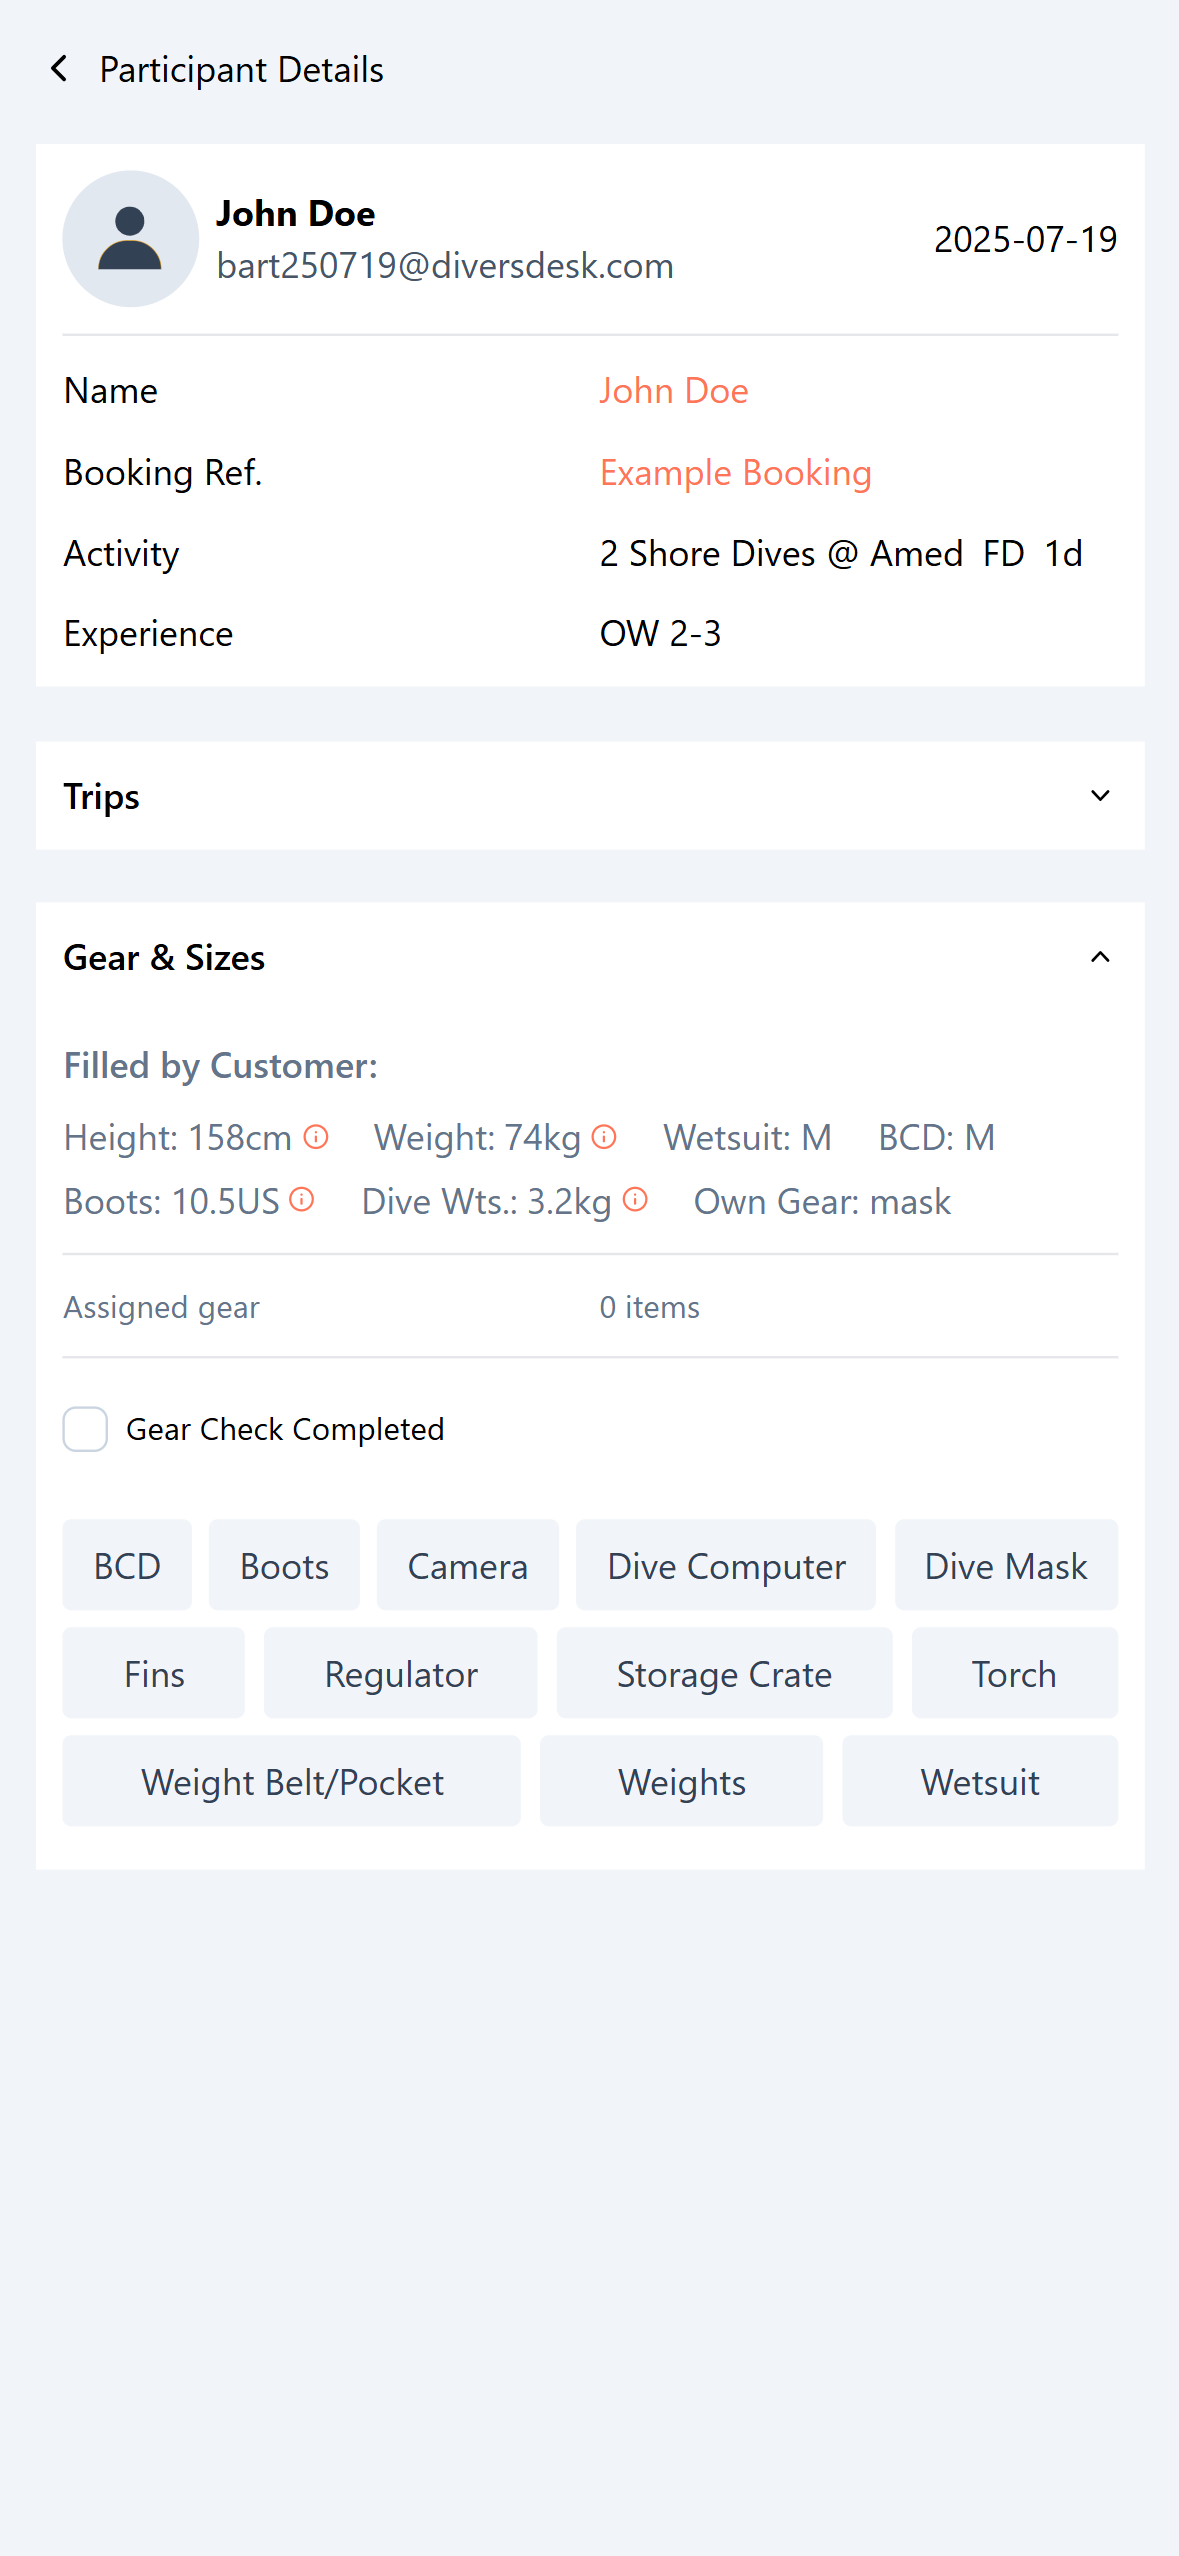 Participant Details
John Doe
bart250719@diversdesk.com
2025-07-19
Name John Doe
Booking Ref. Example Booking
Activity 2 Shore Dives @ Amed FD 1d
Experience OW 2-3
Trips
Gear & Sizes
Filled by Customer:
Height: 158cm Weight: 74kg Wetsuit: M BCD: M
Boots: 10.5US Dive Wts.: 3.2kg Own Gear: mask
Assigned gear 0 items
Gear Check Completed
BCD Boots Camera Dive Computer Dive Mask
Fins Regulator Storage Crate Torch
Weight Belt/Pocket Weights Wetsuit